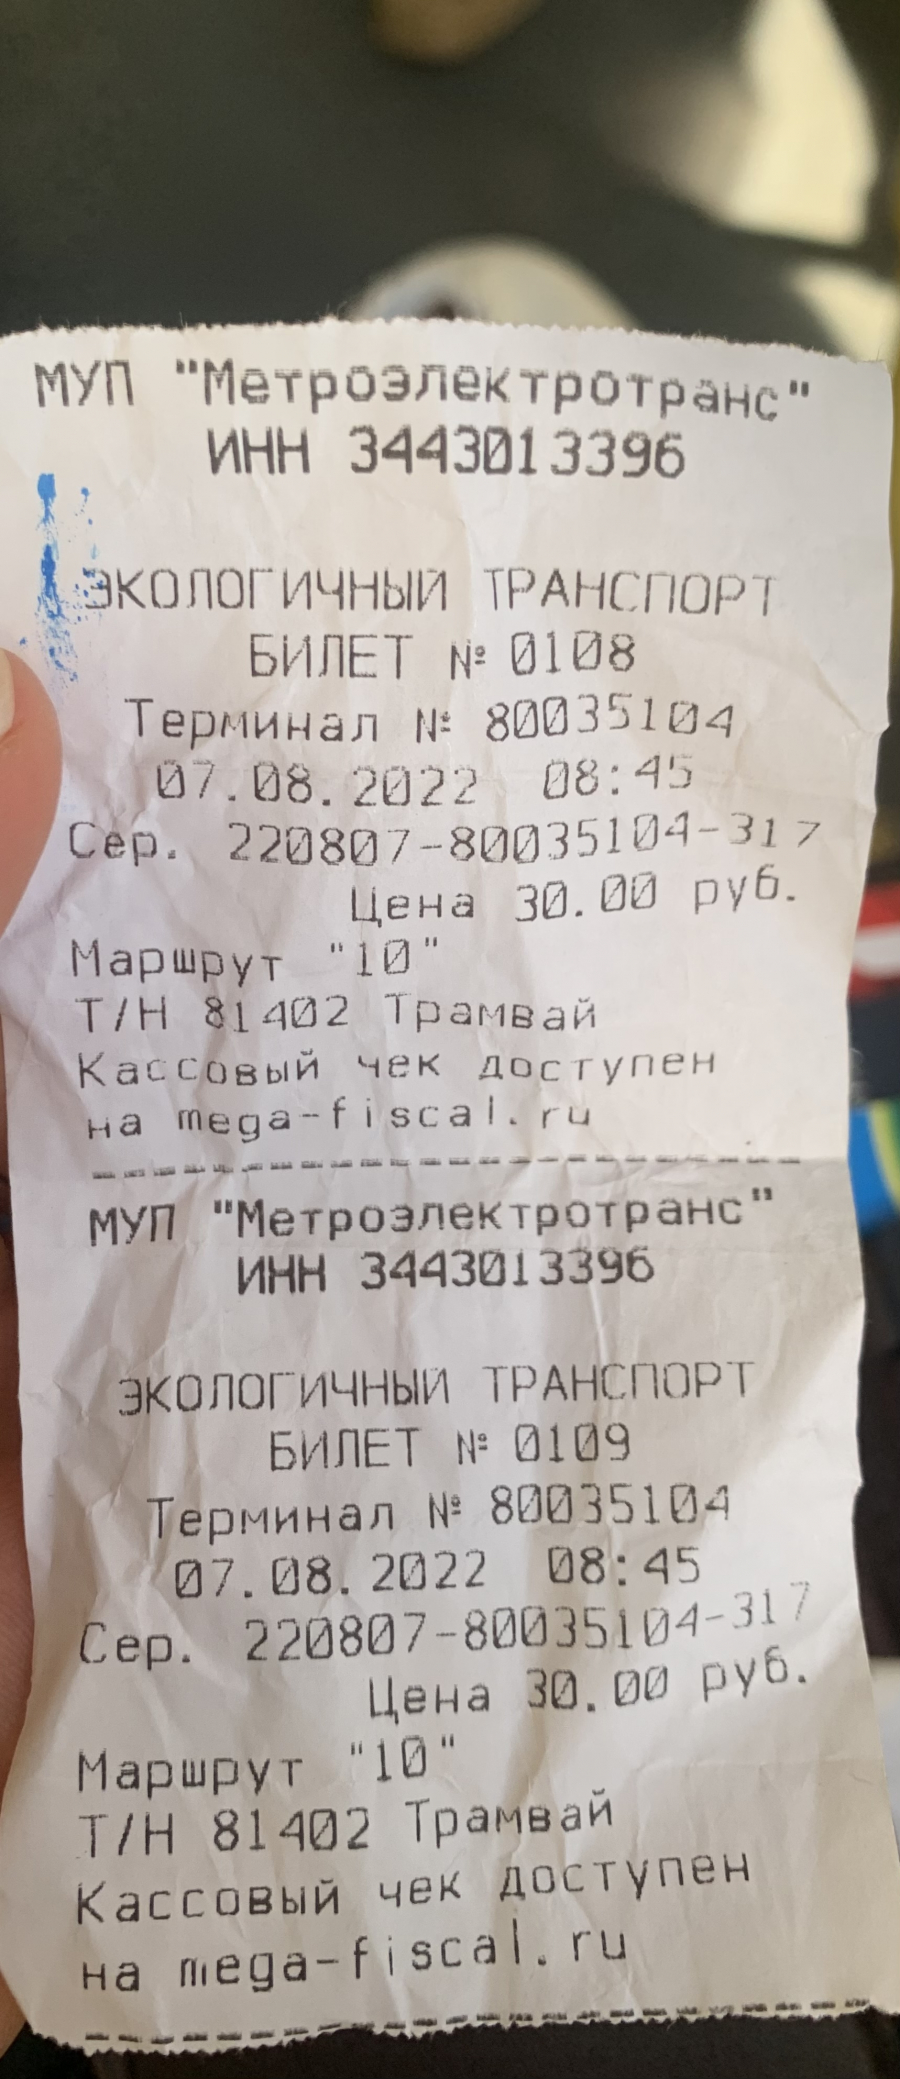 МУП "Метроэлектротранс"
ИНН 3443013396
ЭКОЛОГИЧНЫЙ ТРАНСПОРТ
БИЛЕТ № 0108
Терминал № 80035104
07.08.2022 08:45
Сер. 220807-80035104-317
Цена 30.00 руб.
Маршрут "10"
Т/Н 81402 Трамвай
Кассовый чек доступен
на mega-fiscal.ru
МУП "Метроэлектротранс"
ИНН 3443013396
ЭКОЛОГИЧНЫЙ ТРАНСПОРТ
БИЛЕТ № 0109
Терминал № 80035104
07.08.2022 08:45
Сер. 220807-80035104-317
Цена 30.00 руб.
Маршрут "10"
Т/Н 81402 Трамвай
Кассовый чек доступен
на mega-fiscal.ru